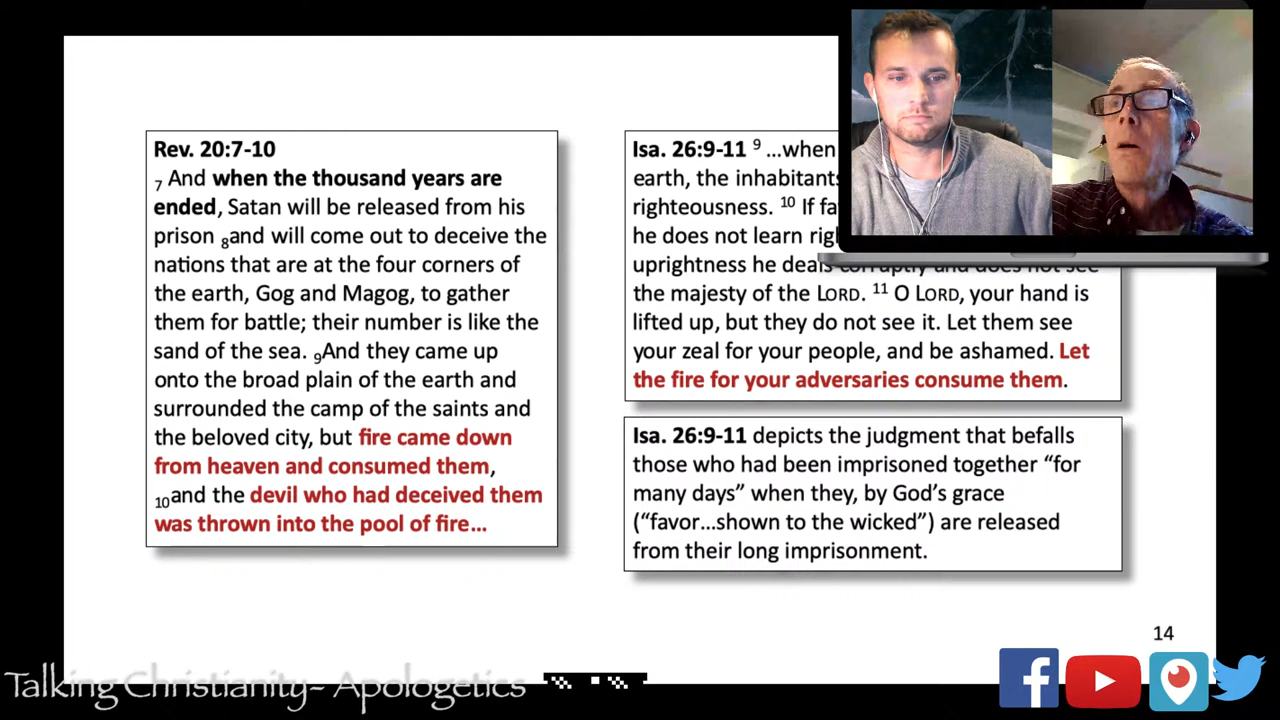 Rev. 20:7-10
7 And when the thousand years are
ended, Satan will be released from his
prison 8and will come out to deceive the
nations that are at the four corners of
the earth, Gog and Magog, to gather
them for battle; their number is like the
sand of the sea. 9And they came up
onto the broad plain of the earth and
surrounded the camp of the saints and
the beloved city, but fire came down
from heaven and consumed them,
10and the devil who had deceived them
was thrown into the pool of fire...
Isa. 26:9-11 9 ...when
earth, the inhabitants
righteousness. 10 If
he does not learn
uprightness he deals corruptly and does not see
the majesty of the LORD. 11 O LORD, your hand is
lifted up, but they do not see it. Let them see
your zeal for your people, and be ashamed. Let
the fire for your adversaries consume them.
Isa. 26:9-11 depicts the judgment that befalls
those who had been imprisoned together “for
many days” when they, by God’s grace
(“favor...shown to the wicked”) are released
from their long imprisonment.
14
Talking Christianity- Apologetics